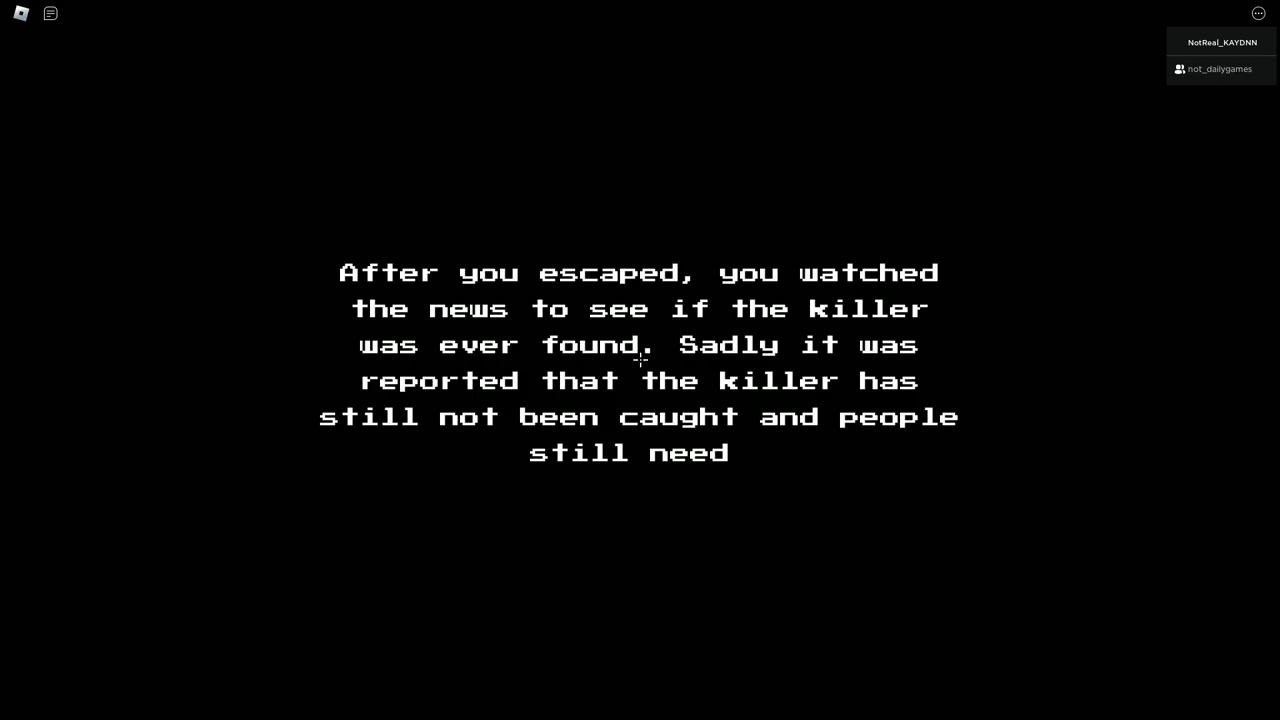 NotReal_KAYDNN
not_dailygames
After you escaped, you watched
the news to see if the killer
was ever found. Sadly it was
reported that the killer has
still not been caught and people
still need